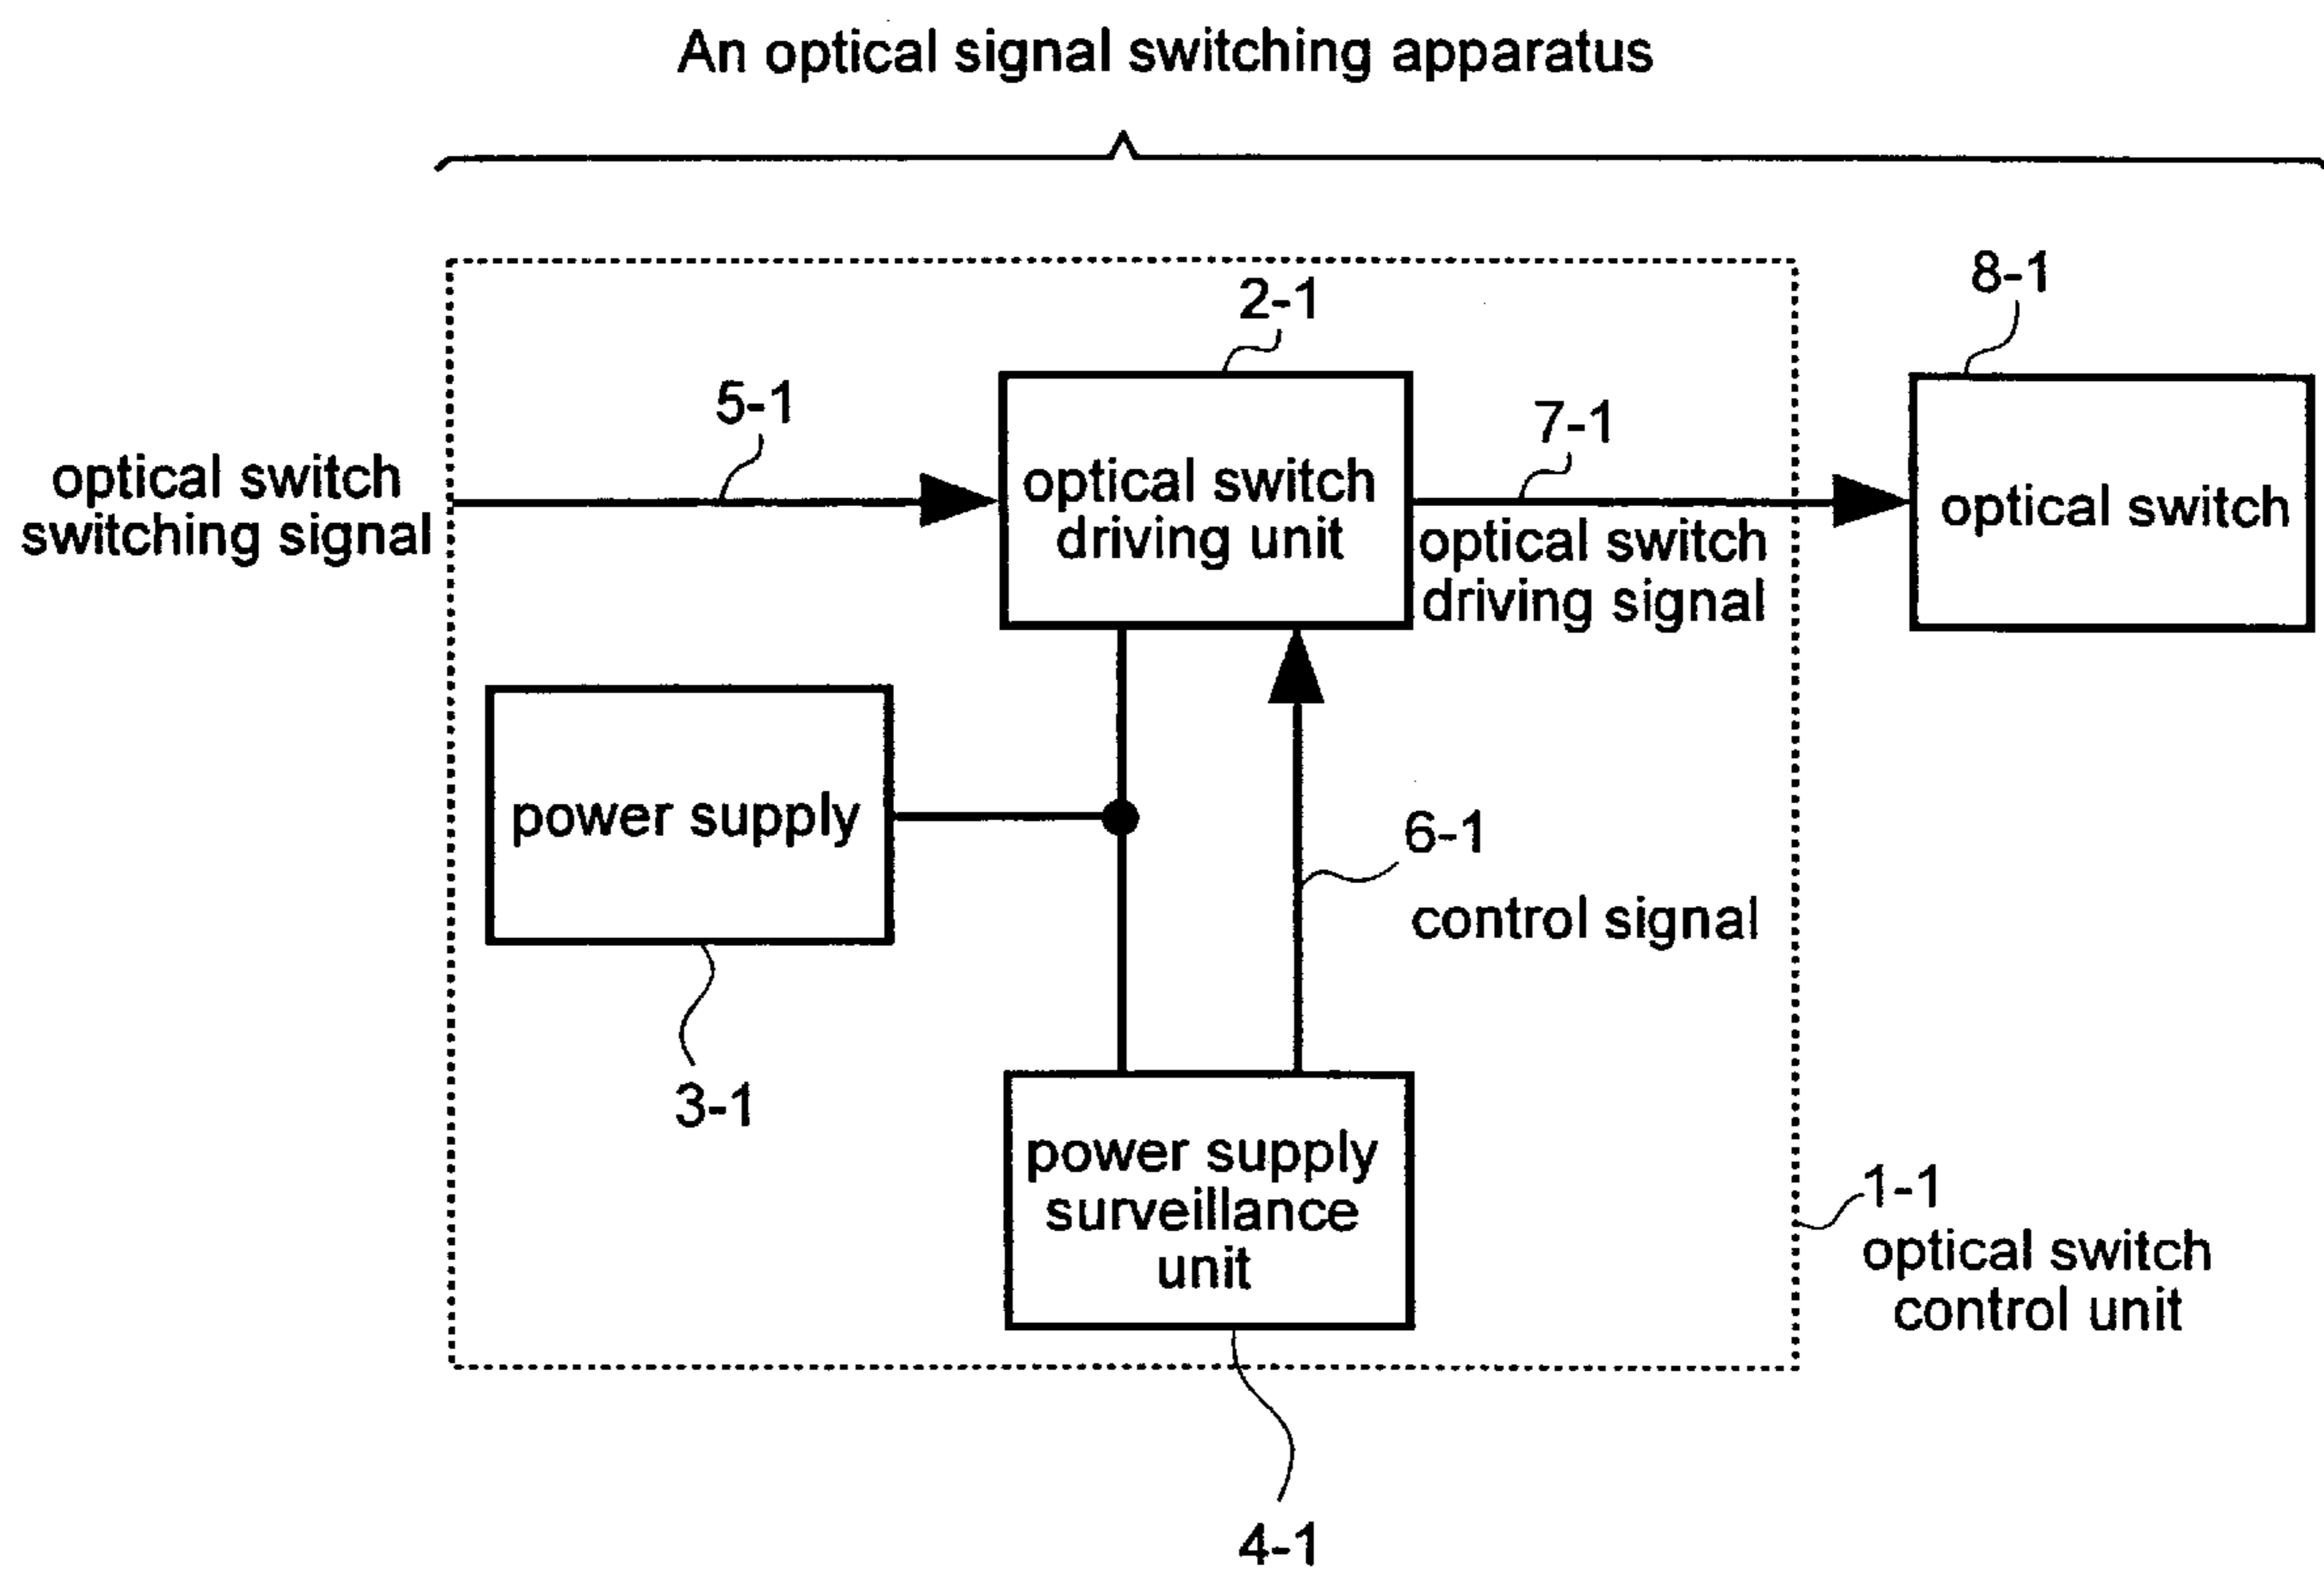 An optical signal switching apparatus
8-1
2-1
5-1
7-1
optical switch
switching signal
optical switch
driving unit
optical switch
driving signal
optical switch
power supply
6-1
control signal
3-1
power supply
surveillance
unit
1-1
optical switch
control unit
4-1